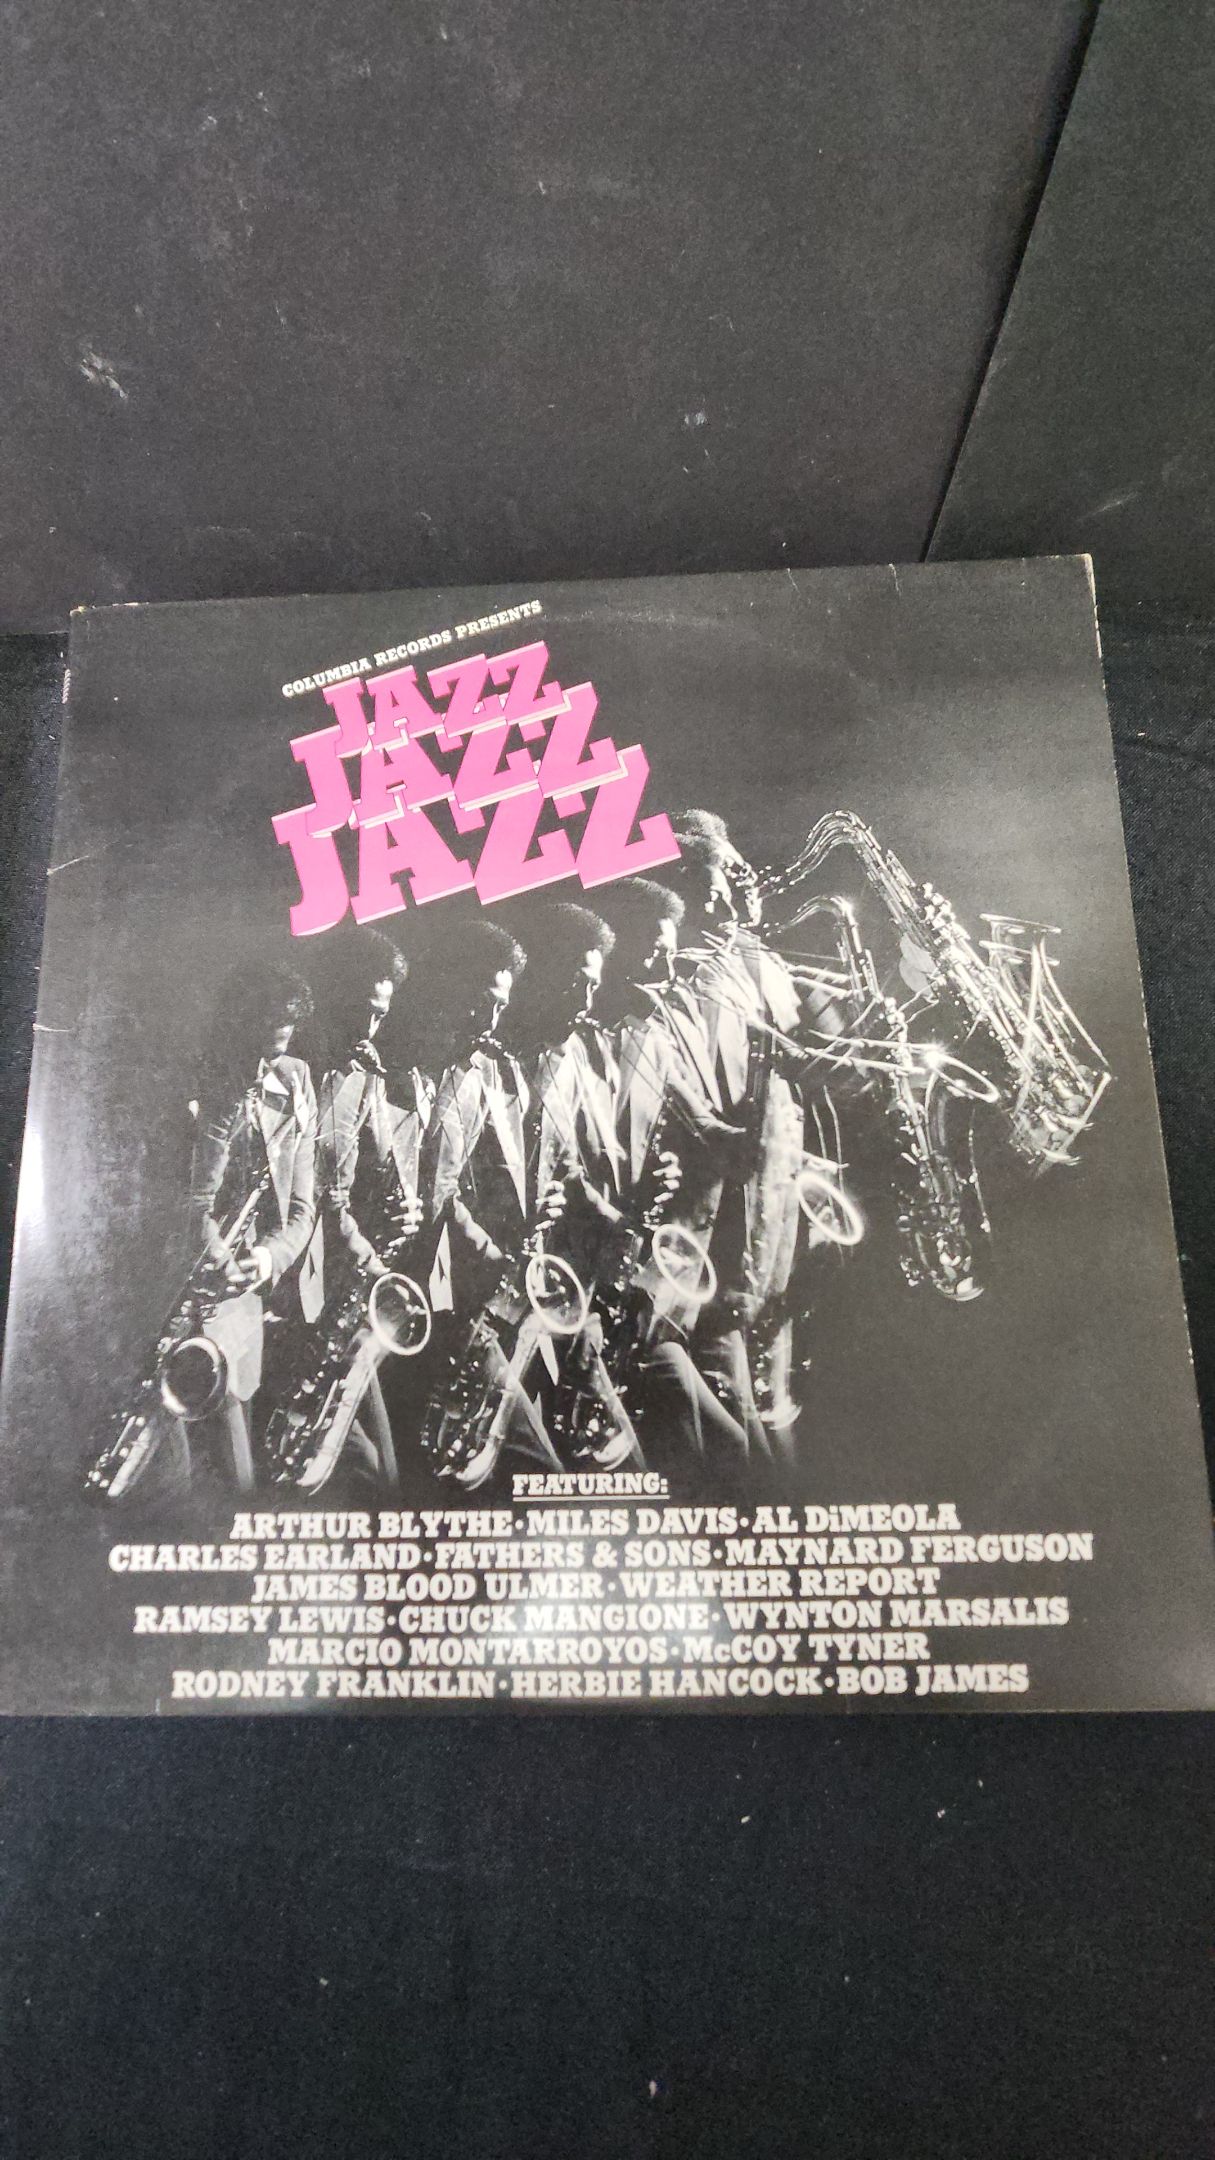 COLUMBIA RECORDS PRESENTS
JAZZ
JAZZ
JAZZ
FEATURING:
ARTHUR BLYTHE·MILES DAVIS·AL DiMEOLA
CHARLES EARLAND·FATHERS & SONS·MAYNARD FERGUSON
JAMES BLOOD ULMER·WEATHER REPORT
RAMSEY LEWIS·CHUCK MANGIONE·WYNTON MARSALIS
MARCIO MONTARROYOS·McCOY TYNER
RODNEY FRANKLIN·HERBIE HANCOCK·BOB JAMES